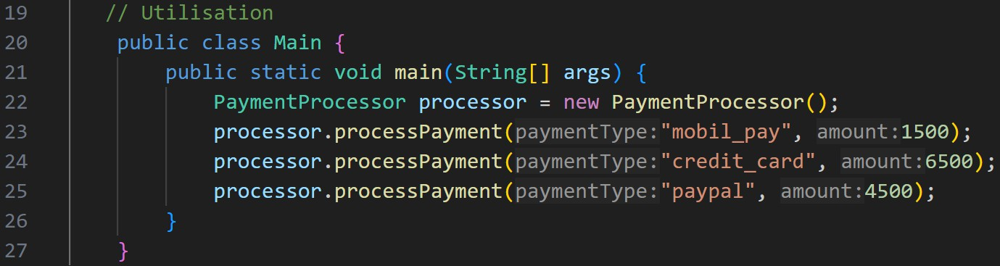 19 // Utilisation
20 public class Main {
21 public static void main(String[] args) {
22 PaymentProcessor processor = new PaymentProcessor();
23 processor.processPayment(paymentType:"mobil_pay", amount:1500);
24 processor.processPayment(paymentType:"credit_card", amount:6500);
25 processor.processPayment(paymentType:"paypal", amount:4500);
26 }
27 }